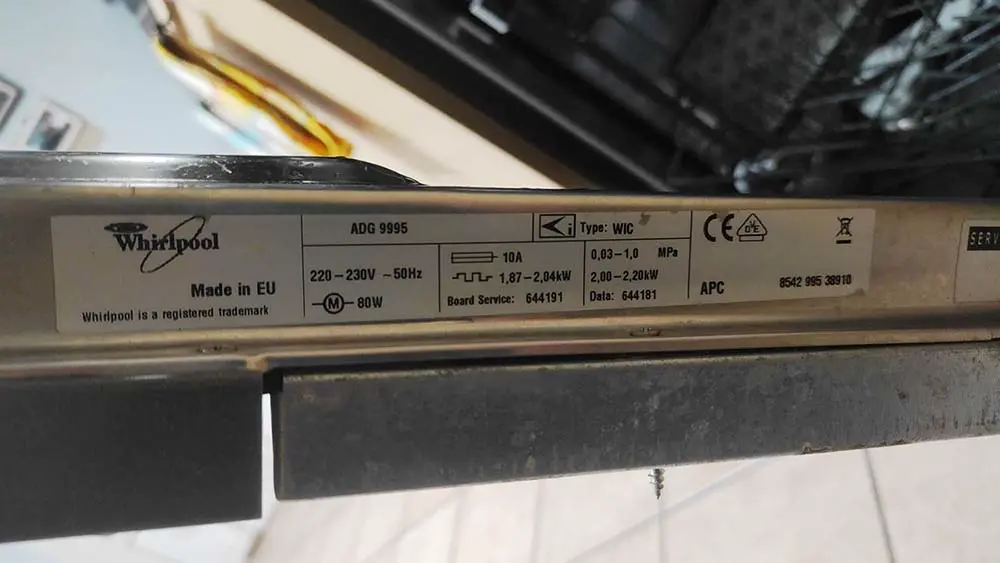 Whirlpool
Made in EU
Whirlpool is a registered trademark
ADG 9995
220-230V ~50Hz
M 80W
10A
1,87-2,04kW
Board Service: 644191
Type: WIC
0,03-1,0 MPa
2,00-2,20kW
Data: 644181
CE
APC
8542 995 38910